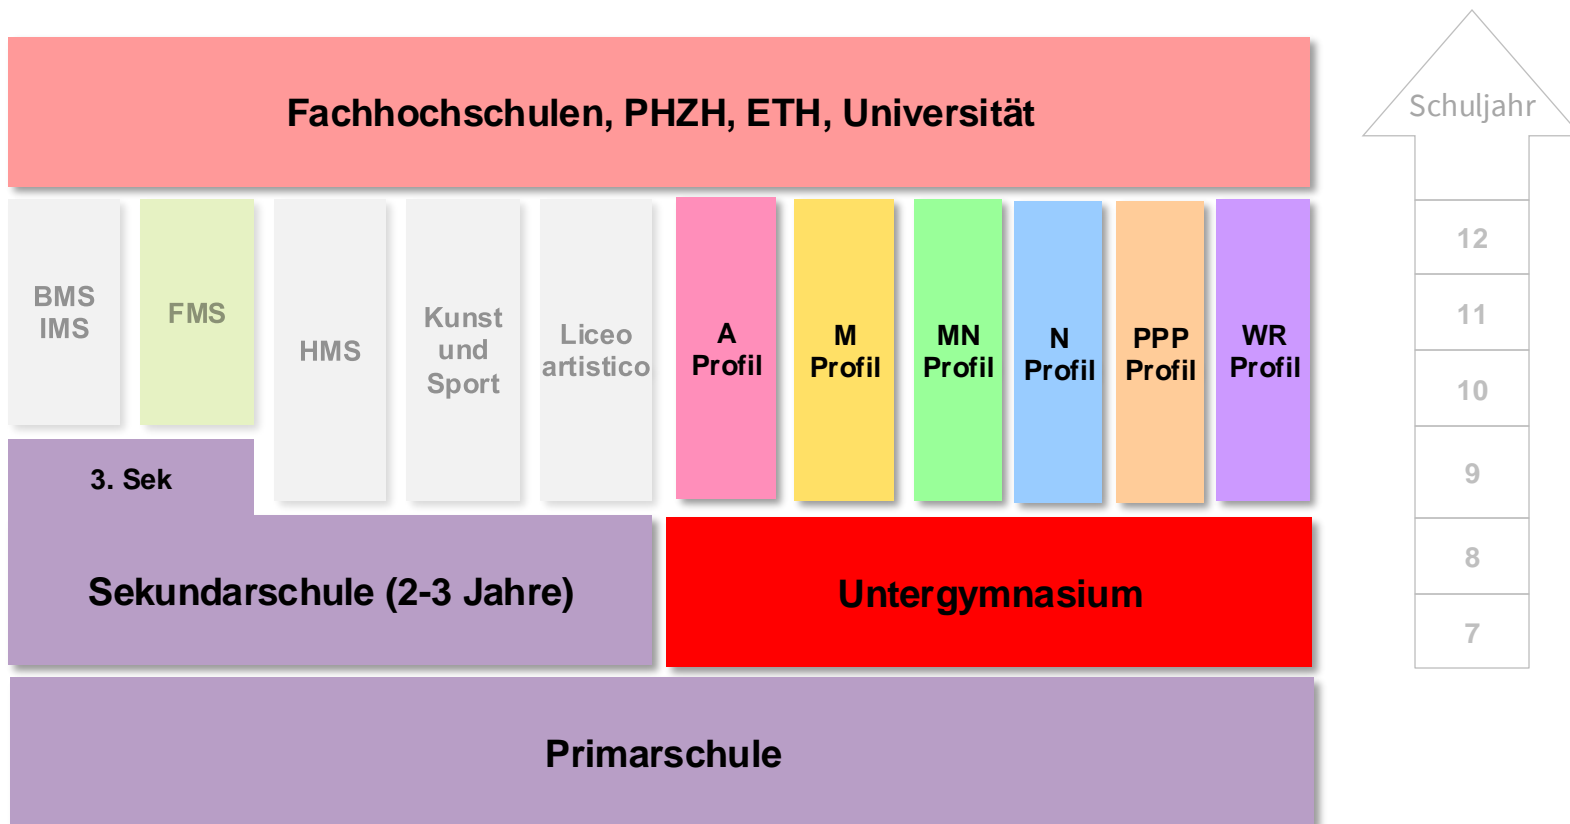 Fachhochschulen, PHZH, ETH, Universität
Schuljahr
BMS
IMS
FMS
HMS
Kunst
und
Sport
Liceo
artistico
A
Profil
M
Profil
MN
Profil
N
Profil
PPP
Profil
WR
Profil
12
11
10
9
8
7
3. Sek
Sekundarschule (2-3 Jahre)
Untergymnasium
Primarschule